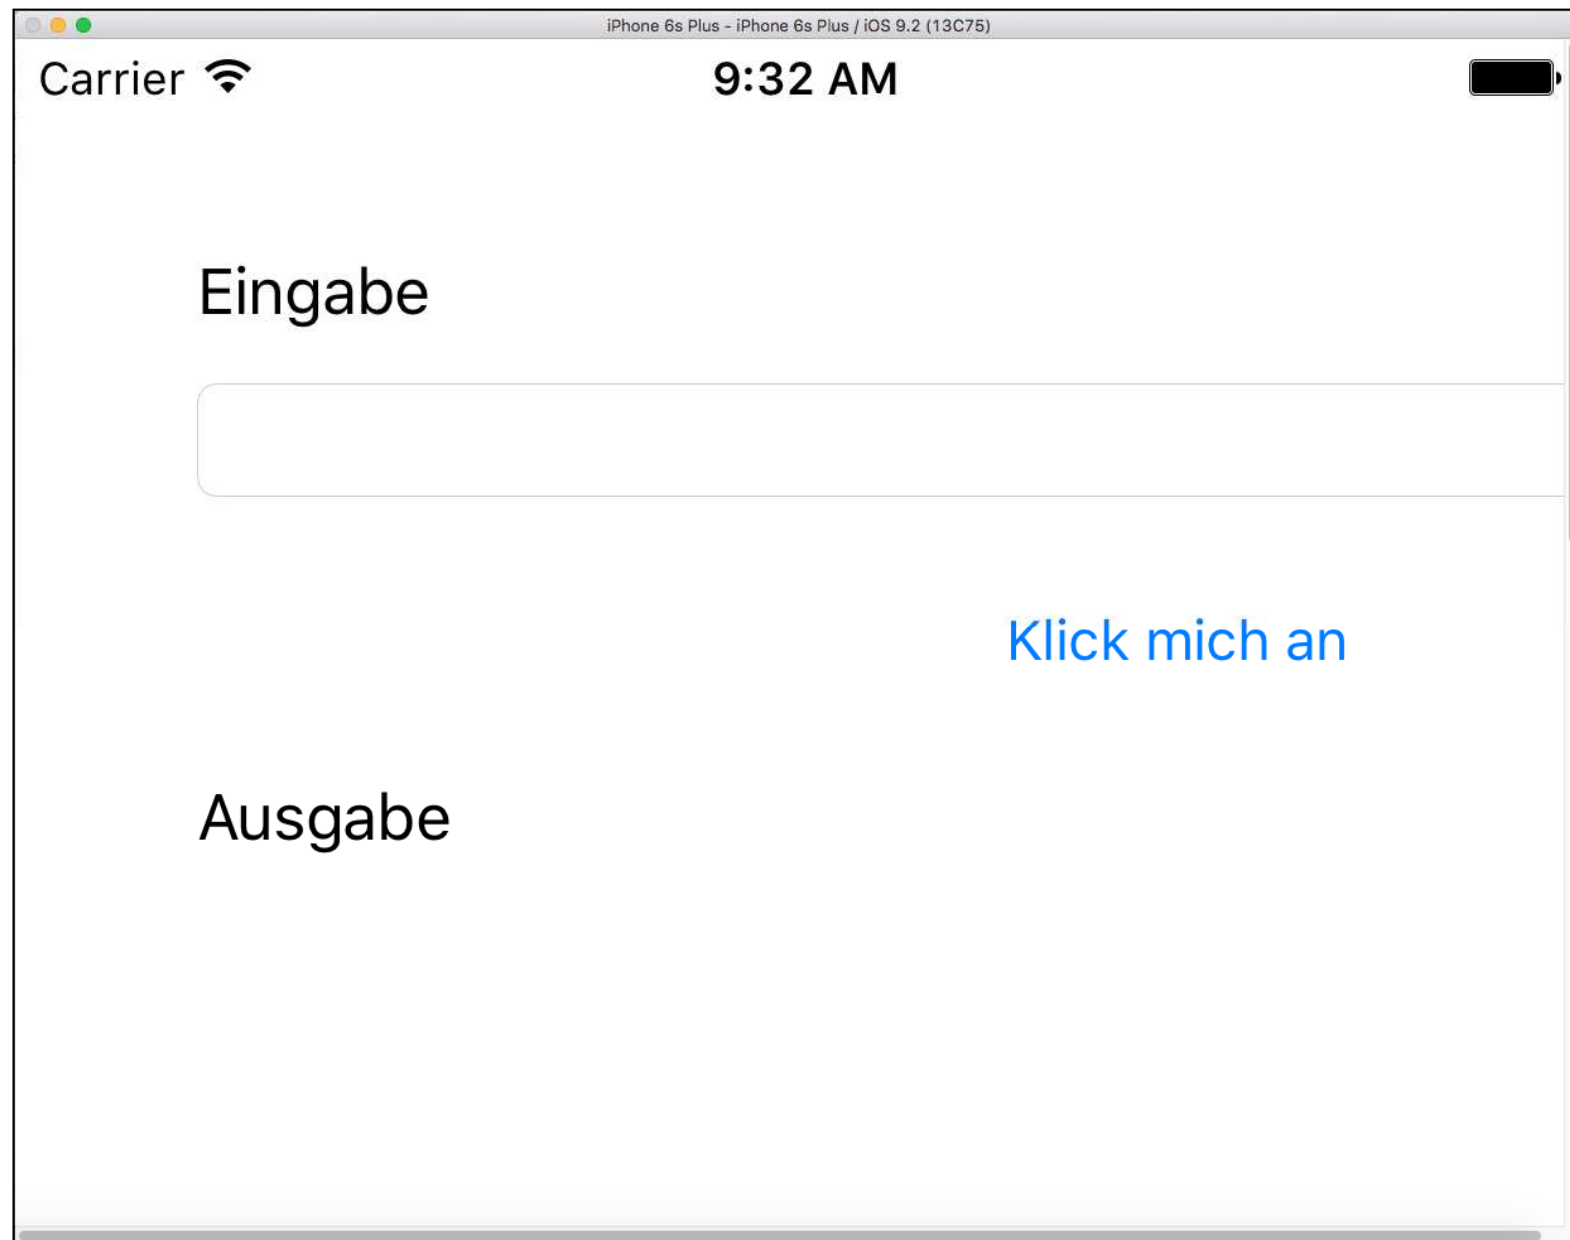 iPhone 6s Plus - iPhone 6s Plus / iOS 9.2 (13C75)
Carrier 9:32 AM
Eingabe
Klick mich an
Ausgabe